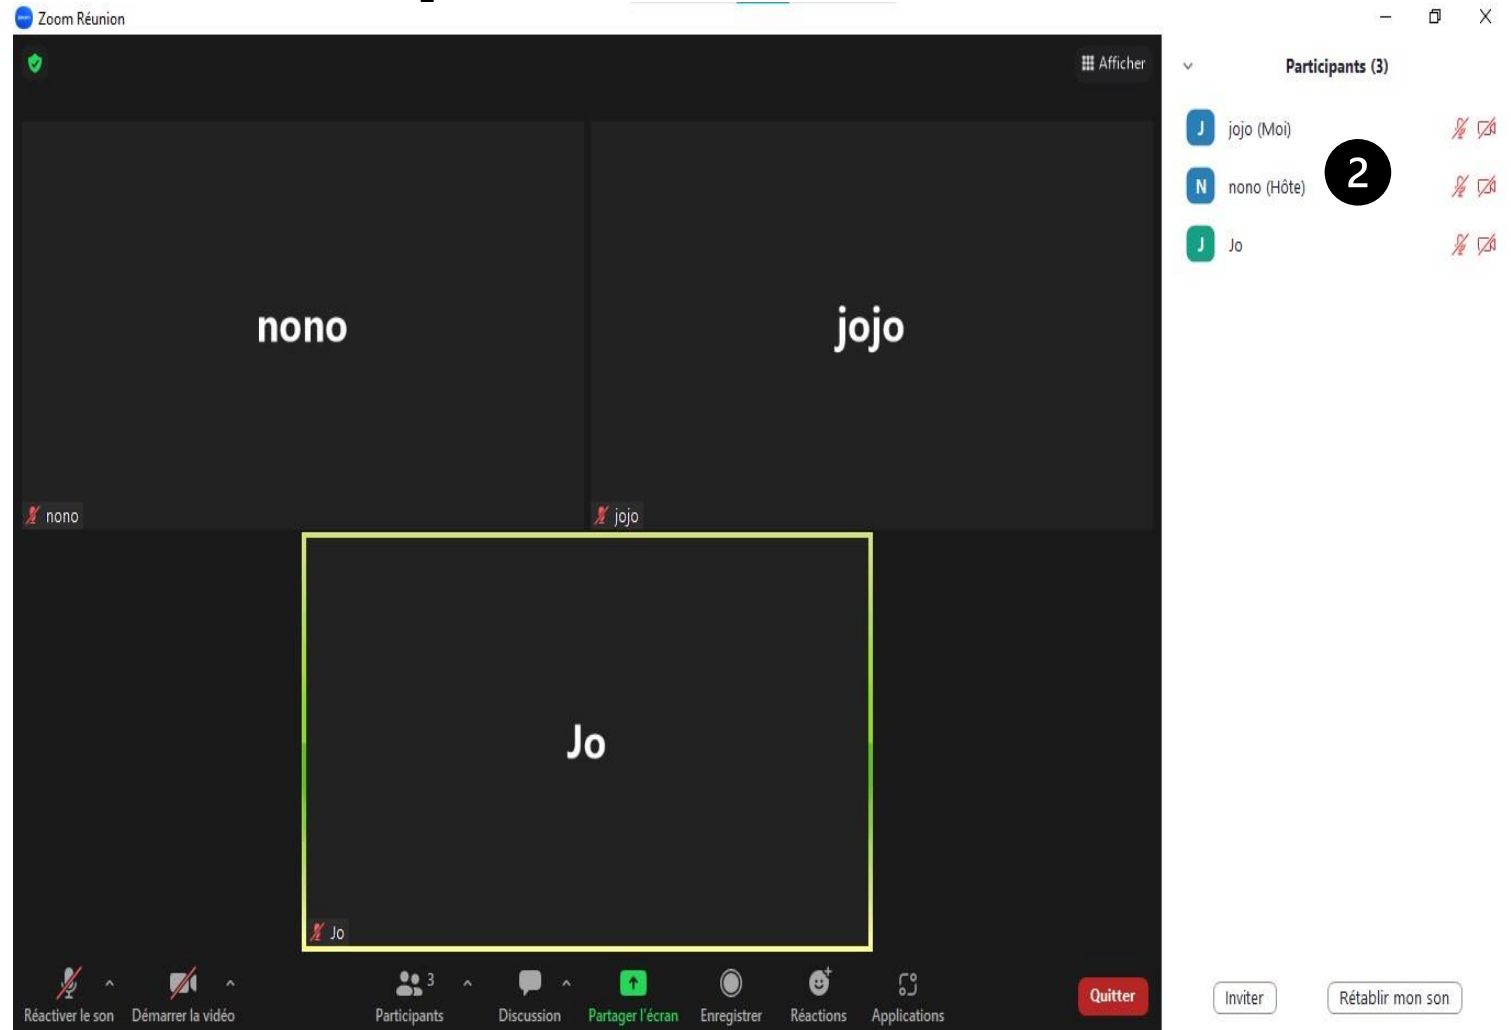 Zoom Réunion
Afficher
Participants (3)
J jojo (Moi)
2
N nono (Hôte)
J Jo
nono
jojo
nono
jojo
Jo
Jo
3
Réactiver le son Démarrer la vidéo Participants Discussion Partager l'écran Enregistrer Réactions Applications
Quitter
Inviter Rétablir mon son